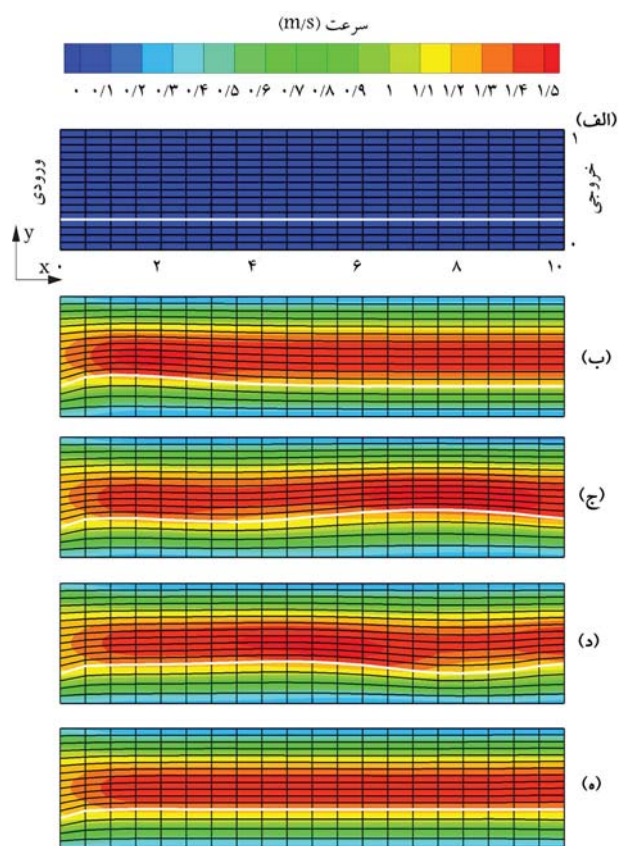 سرعت (m/s)
۰ ۰/۱ ۰/۲ ۰/۳ ۰/۴ ۰/۵ ۰/۶ ۰/۷ ۰/۸ ۰/۹ ۱ ۱/۱ ۱/۲ ۱/۳ ۱/۴ ۱/۵
(الف)
۱
ورودی
خروجی
۰
y
x
۰ ۲ ۴ ۶ ۸ ۱۰
(ب)
(ج)
(د)
(ه)